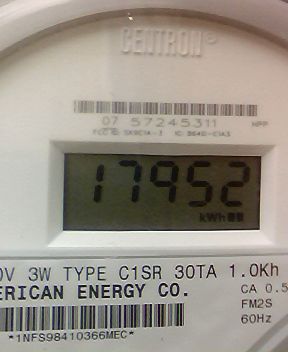 CENTRON®
07 57245311
17952
kWh
0V 3W TYPE C1SR 30TA 1.0Kh
ERICAN ENERGY CO.
CA 0.5
FM2S
60Hz
*1NFS98410366MEC*